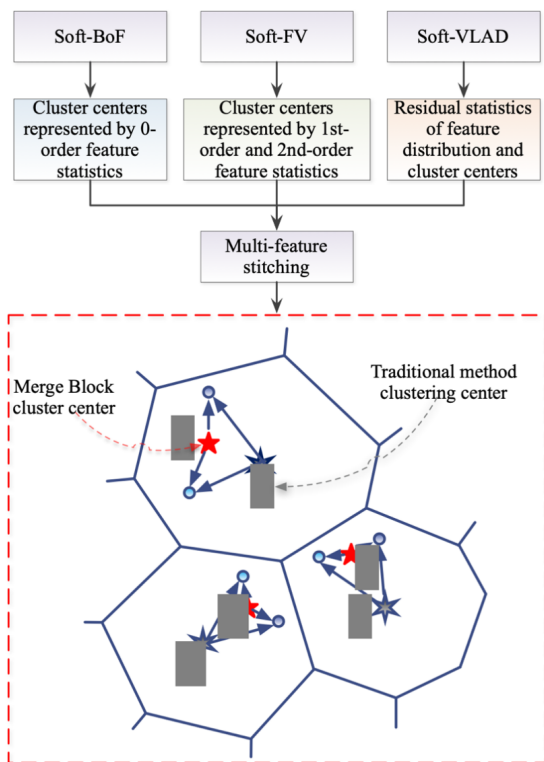 Soft-BoF
Soft-FV
Soft-VLAD
Cluster centers
represented by 0-
order feature
statistics
Cluster centers
represented by 1st-
order and 2nd-order
feature statistics
Residual statistics
of feature
distribution and
cluster centers
Multi-feature
stitching
Merge Block
cluster center
Traditional method
clustering center